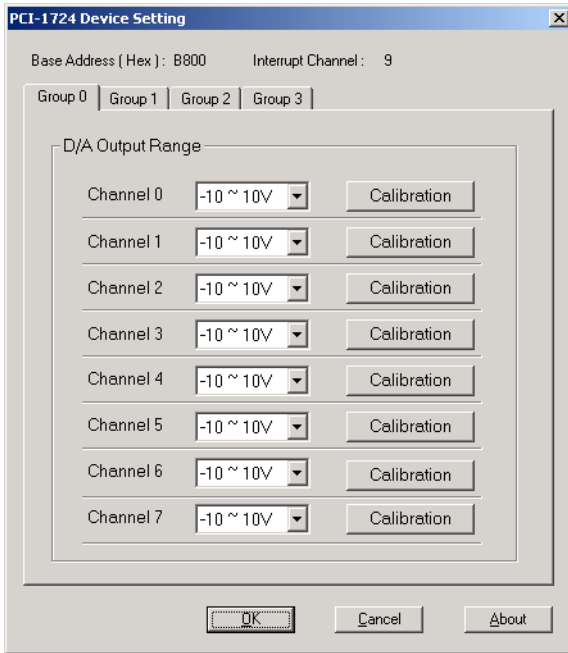 PCI-1724 Device Setting
Base Address ( Hex ) : B800 Interrupt Channel : 9
Group 0 Group 1 Group 2 Group 3
D/A Output Range
Channel 0 -10 ~ 10V Calibration
Channel 1 -10 ~ 10V Calibration
Channel 2 -10 ~ 10V Calibration
Channel 3 -10 ~ 10V Calibration
Channel 4 -10 ~ 10V Calibration
Channel 5 -10 ~ 10V Calibration
Channel 6 -10 ~ 10V Calibration
Channel 7 -10 ~ 10V Calibration
OK Cancel About